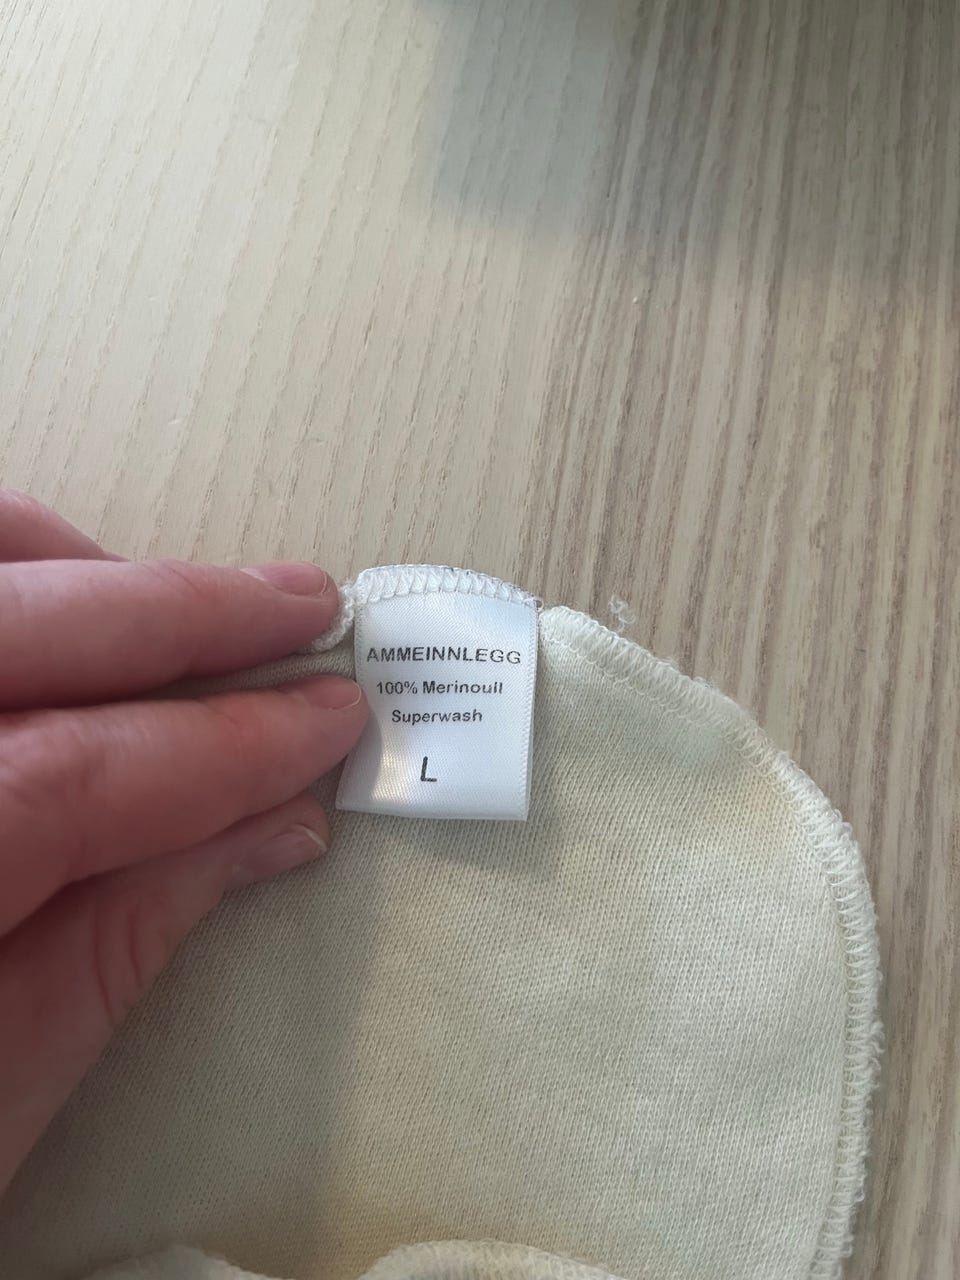 AMMEINNLEGG
100% Merinoull
Superwash
L